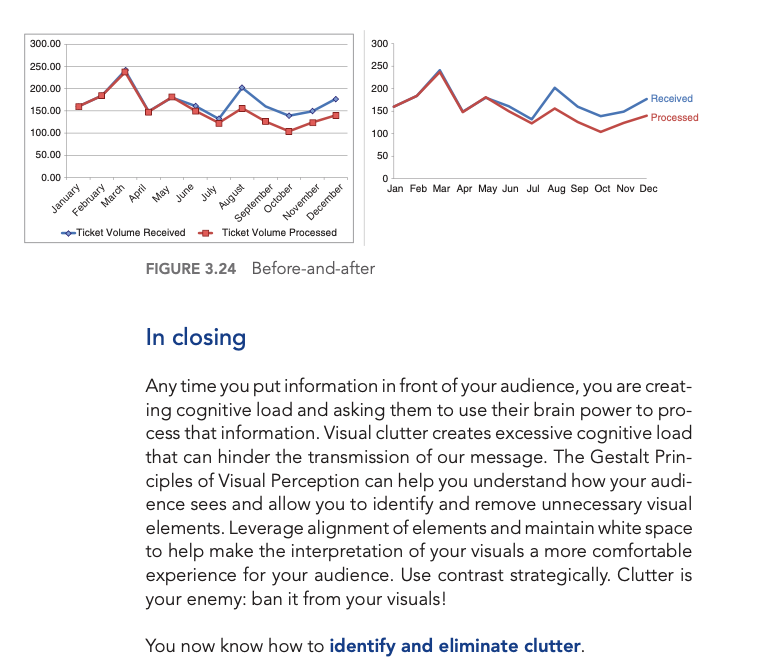 300.00
250.00
200.00
150.00
100.00
50.00
0.00
January
February
March
April
May
June
July
August
September
October
November
December
Ticket Volume Received Ticket Volume Processed
300
250
200
150
100
50
0
Received
Processed
Jan Feb Mar Apr May Jun Jul Aug Sep Oct Nov Dec
FIGURE 3.24 Before-and-after
In closing
Any time you put information in front of your audience, you are creat-
ing cognitive load and asking them to use their brain power to pro-
cess that information. Visual clutter creates excessive cognitive load
that can hinder the transmission of our message. The Gestalt Prin-
ciples of Visual Perception can help you understand how your audi-
ence sees and allow you to identify and remove unnecessary visual
elements. Leverage alignment of elements and maintain white space
to help make the interpretation of your visuals a more comfortable
experience for your audience. Use contrast strategically. Clutter is
your enemy: ban it from your visuals!
You now know how to identify and eliminate clutter.